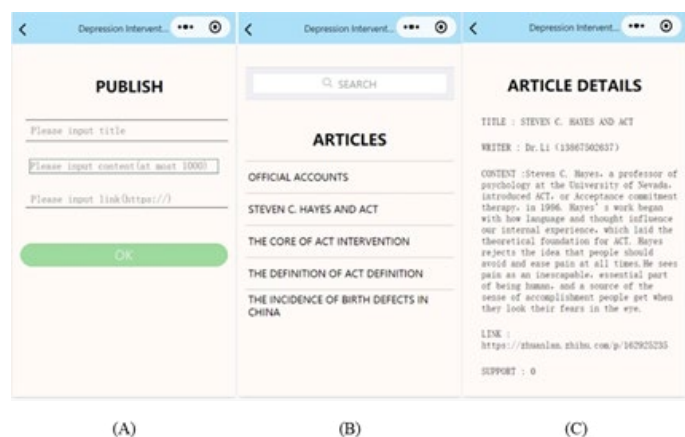 Depression Intervent...
PUBLISH
Please input title
Please input content(at most 1000)
Please input link(https://)
OK
(A)
Depression Intervent...
SEARCH
ARTICLES
OFFICIAL ACCOUNTS
STEVEN C. HAYES AND ACT
THE CORE OF ACT INTERVENTION
THE DEFINITION OF ACT DEFINITION
THE INCIDENCE OF BIRTH DEFECTS IN
CHINA
(B)
Depression Intervent...
ARTICLE DETAILS
TITLE : STEVEN C. HAYES AND ACT
WRITER : Dr.Li (13867502637)
CONTENT :Steven C. Hayes, a professor of
psychology at the University of Nevada,
introduced ACT, or Acceptance commitment
therapy, in 1986. Hayes' s work began
with how language and thought influence
our internal experience, which laid the
theoretical foundation for ACT. Hayes
rejects the idea that people should
avoid and ease pain at all times.He sees
pain as an inescapable, essential part
of being human, and a source of the
sense of accomplishment people get when
they look their fears in the eye.
LINK :
https://zhuanlan.zhihu.com/p/162925235
SUPPORT : 0
(C)